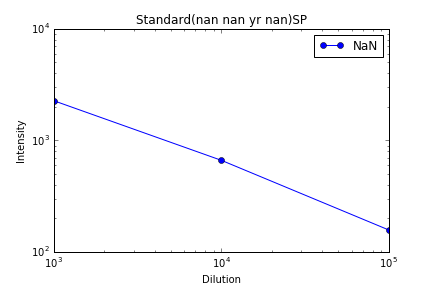 Standard(nan nan yr nan)SP
NaN
10^4
10^3
10^2
Intensity
10^3
10^4
10^5
Dilution